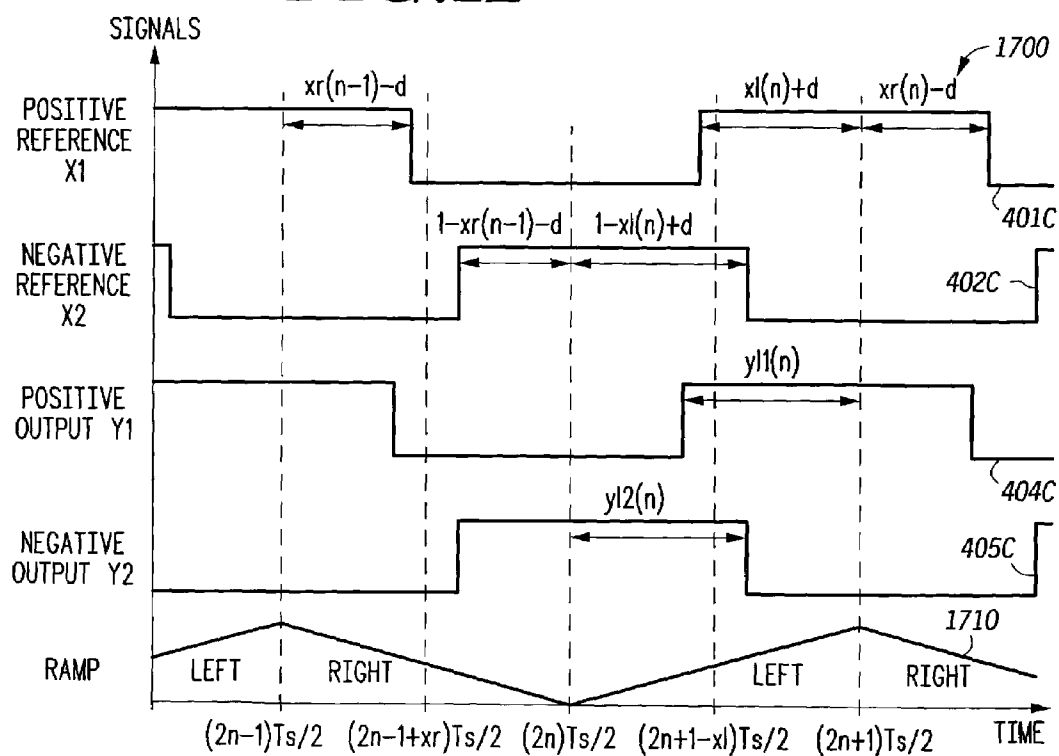 SIGNALS
1700
xr(n-1)-d
xl(n)+d
xr(n)-d
POSITIVE
REFERENCE
X1
401C
1-xr(n-1)-d
1-xl(n)+d
NEGATIVE
REFERENCE
X2
402C
yl1(n)
POSITIVE
OUTPUT Y1
404C
yl2(n)
NEGATIVE
OUTPUT Y2
405C
1710
RAMP
LEFT
RIGHT
LEFT
RIGHT
(2n-1)Ts/2
(2n-1+xr)Ts/2
(2n)Ts/2
(2n+1-xl)Ts/2
(2n+1)Ts/2
TIME